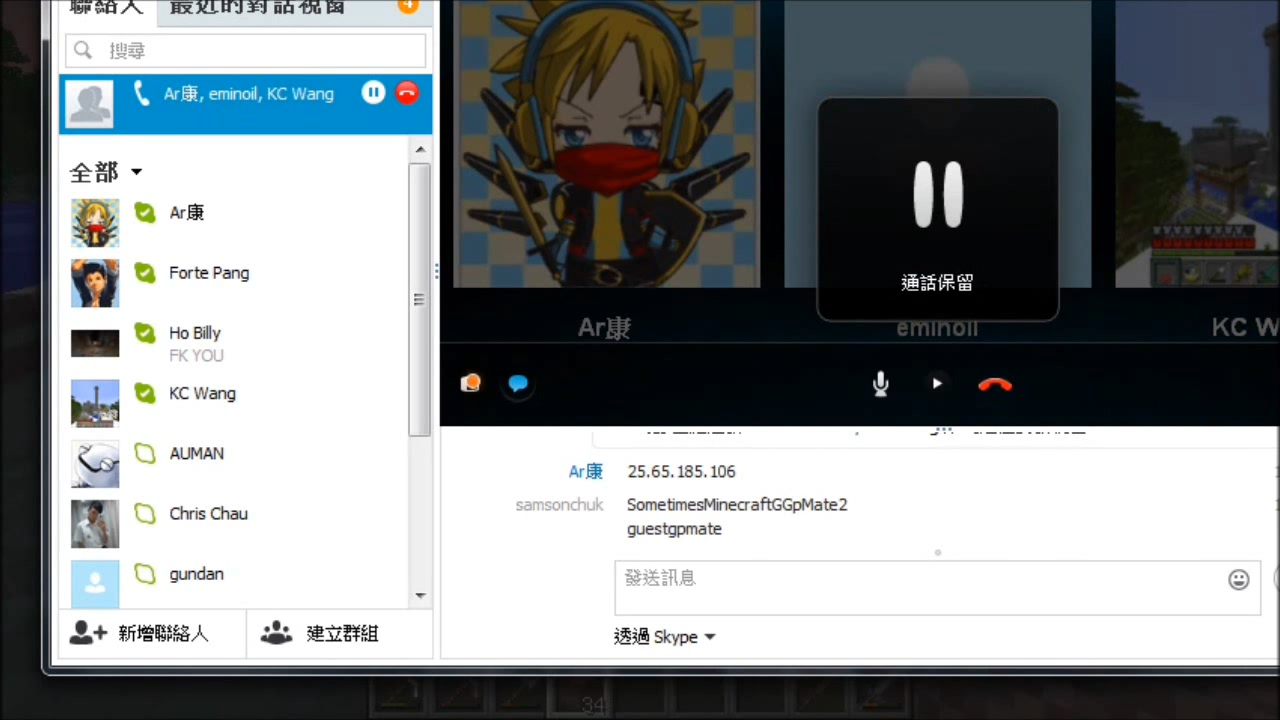 聯絡人
最近的對話視窗
4
搜尋
Ar康, eminoil, KC Wang
全部
Ar康
Forte Pang
Ho Billy
FK YOU
KC Wang
AUMAN
Chris Chau
gundan
新增聯絡人
建立群組
通話保留
Ar康
eminoil
KC W
Ar康 25.65.185.106
samsonchuk SometimesMinecraftGGpMate2
guestgpmate
發送訊息
透過 Skype
34